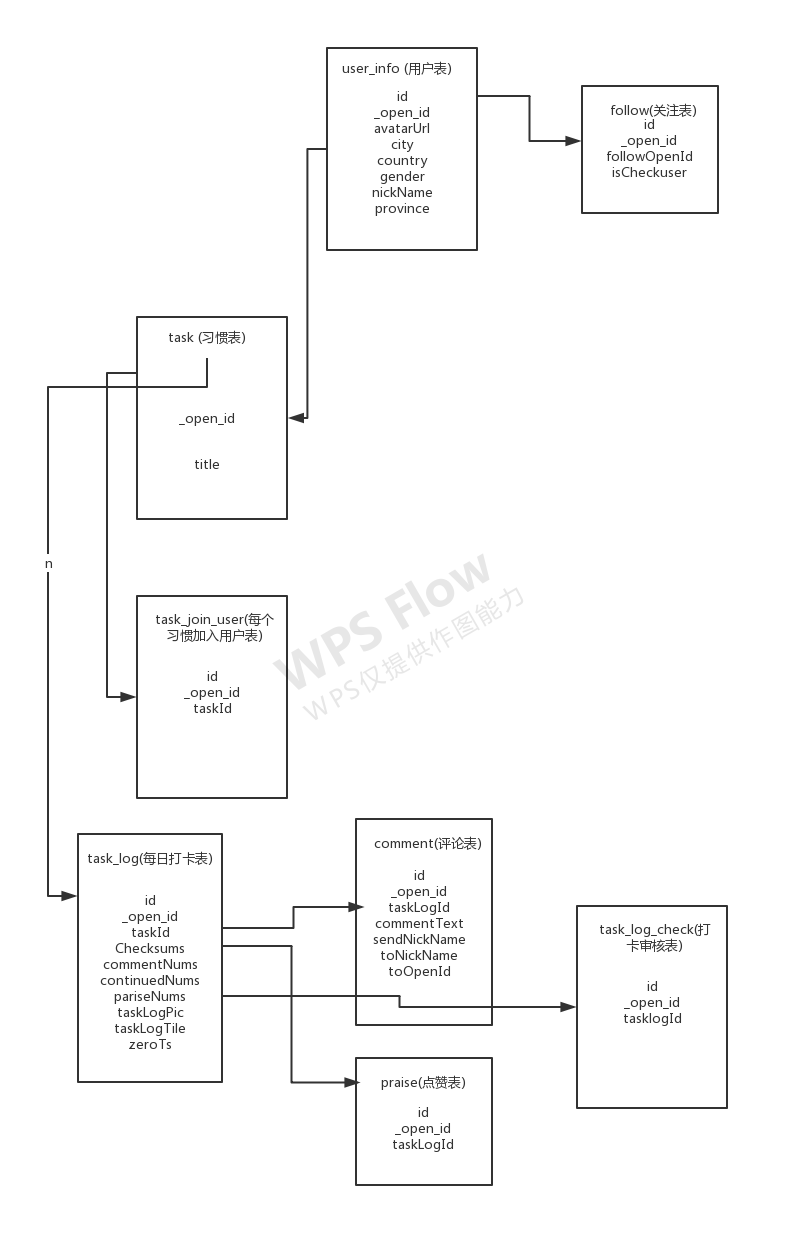 user_info (用户表)
id
_open_id
avatarUrl
city
country
gender
nickName
province
follow(关注表)
id
_open_id
followOpenId
isCheckuser
task (习惯表)
_open_id
title
n
WPS Flow
WPS仅提供作图能力
task_join_user(每个
习惯加入用户表)
id
_open_id
taskId
task_log(每日打卡表)
id
_open_id
taskId
Checksums
commentNums
continuedNums
pariseNums
taskLogPic
taskLogTile
zeroTs
comment(评论表)
id
_open_id
taskLogId
commentText
sendNickName
toNickName
toOpenId
task_log_check(打
卡审核表)
id
_open_id
tasklogId
praise(点赞表)
id
_open_id
taskLogId